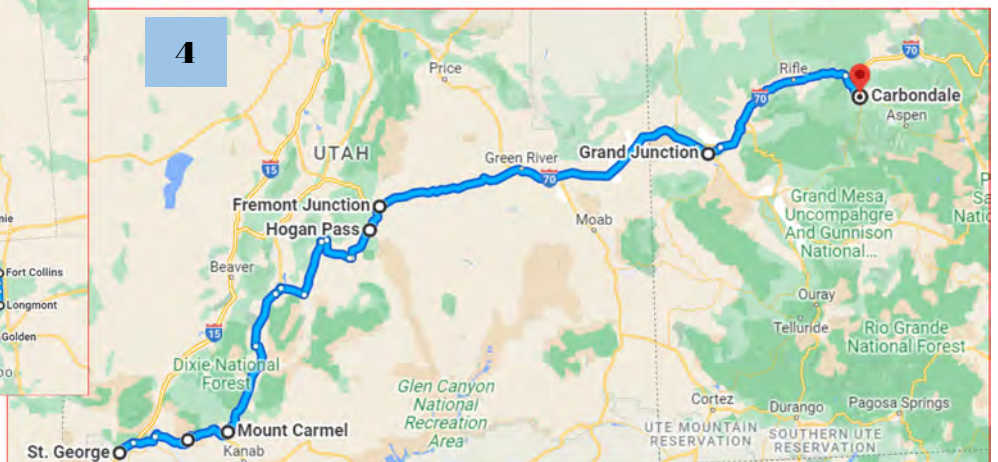 4
70
Price
Rifle
70
Carbondale
Aspen
UTAH
15
Green River
Grand Junction
70
Fremont Junction
Hogan Pass
Moab
Grand Mesa,
Uncompahgre
And Gunnison
National...
Beaver
Ouray
Telluride
Rio Grande
National Forest
15
Dixie National
Forest
Glen Canyon
National
Recreation
Area
Cortez
Durango
Pagosa Springs
UTE MOUNTAIN
RESERVATION
SOUTHERN UTE
RESERVATION
Mount Carmel
Kanab
St. George
Fort Collins
Longmont
Golden